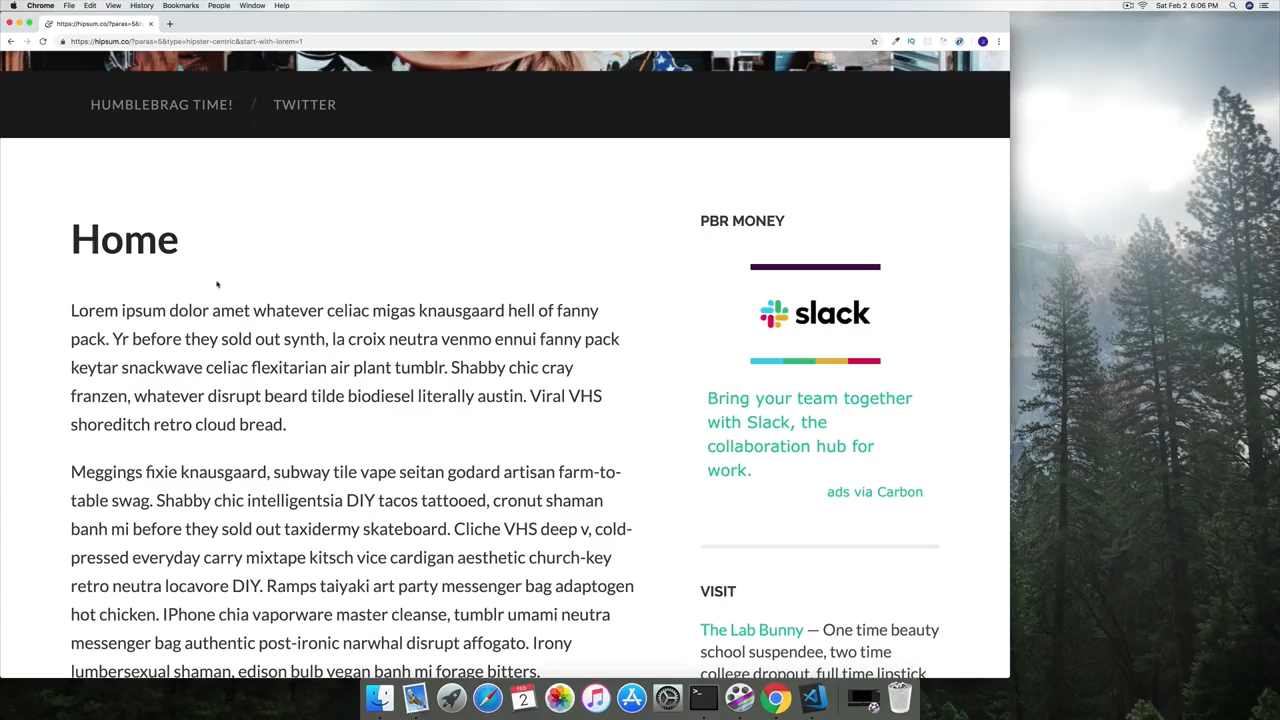 Chrome File Edit View History Bookmarks People Window Help
Sat Feb 2 6:06 PM
https://hipsum.co/?paras=5&
https://hipsum.co/?paras=5&type=hipster-centric&start-with-lorem=1
IQ
J
HUMBLEBRAG TIME! / TWITTER
Home
Lorem ipsum dolor amet whatever celiac migas knausgaard hell of fanny
pack. Yr before they sold out synth, la croix neutra venmo ennui fanny pack
keytar snackwave celiac flexitarian air plant tumblr. Shabby chic cray
franzen, whatever disrupt beard tilde biodiesel literally austin. Viral VHS
shoreditch retro cloud bread.
Meggings fixie knausgaard, subway tile vape seitan godard artisan farm-to-
table swag. Shabby chic intelligentsia DIY tacos tattooed, cronut shaman
banh mi before they sold out taxidermy skateboard. Cliche VHS deep v, cold-
pressed everyday carry mixtape kitsch vice cardigan aesthetic church-key
retro neutra locavore DIY. Ramps taiyaki art party messenger bag adaptogen
hot chicken. IPhone chia vaporware master cleanse, tumblr umami neutra
messenger bag authentic post-ironic narwhal disrupt affogato. Irony
lumbersexual shaman, edison bulb vegan banh mi forage bitters.
PBR MONEY
slack
Bring your team together
with Slack, the
collaboration hub for
work.
ads via Carbon
VISIT
The Lab Bunny — One time beauty
school suspendee, two time
college dropout, full time lipstick
FEB
2